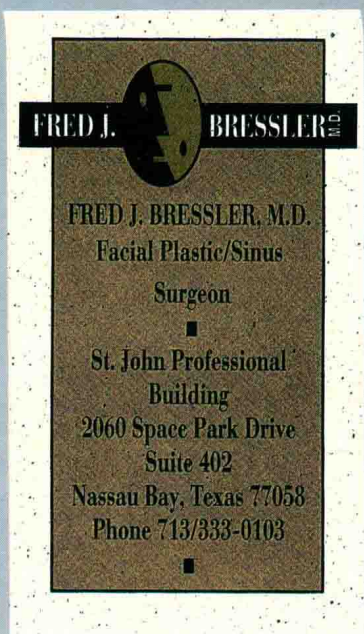 FRED J. BRESSLER M.D.
FRED J. BRESSLER, M.D.
Facial Plastic/Sinus
Surgeon
St. John Professional
Building
2060 Space Park Drive
Suite 402
Nassau Bay, Texas 77058
Phone 713/333-0103